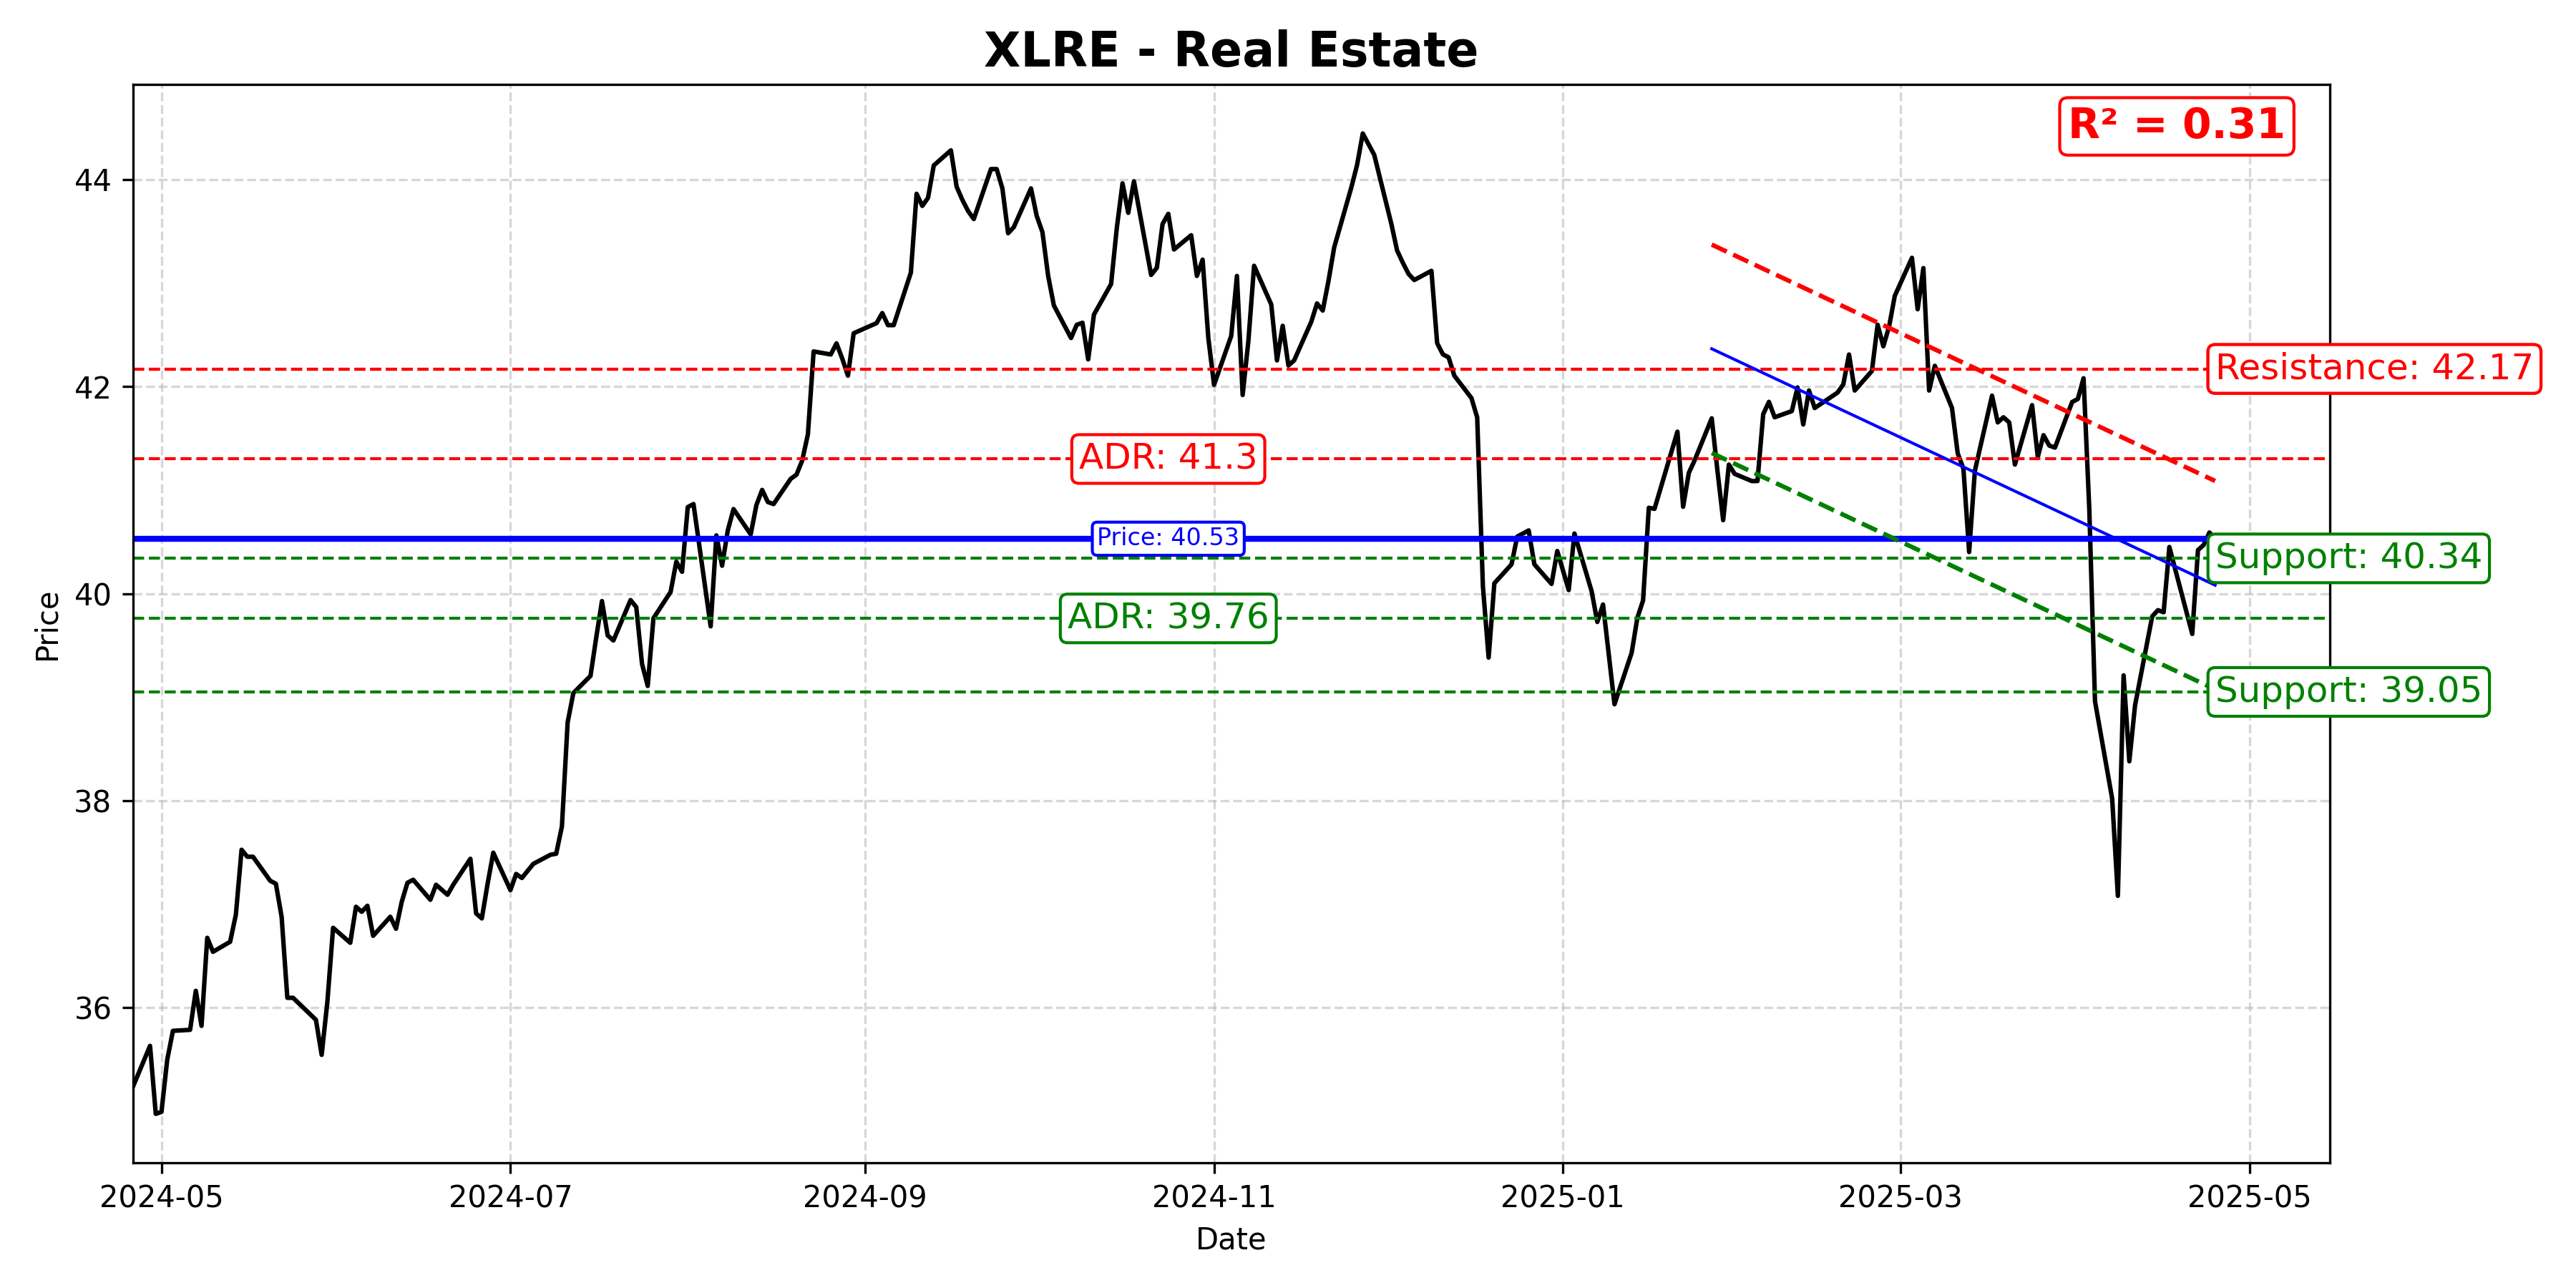 XLRE - Real Estate
R² = 0.31
44
42
40
38
36
Price
Resistance: 42.17
ADR: 41.3
Price: 40.53
Support: 40.34
ADR: 39.76
Support: 39.05
2024-05
2024-07
2024-09
2024-11
2025-01
2025-03
2025-05
Date